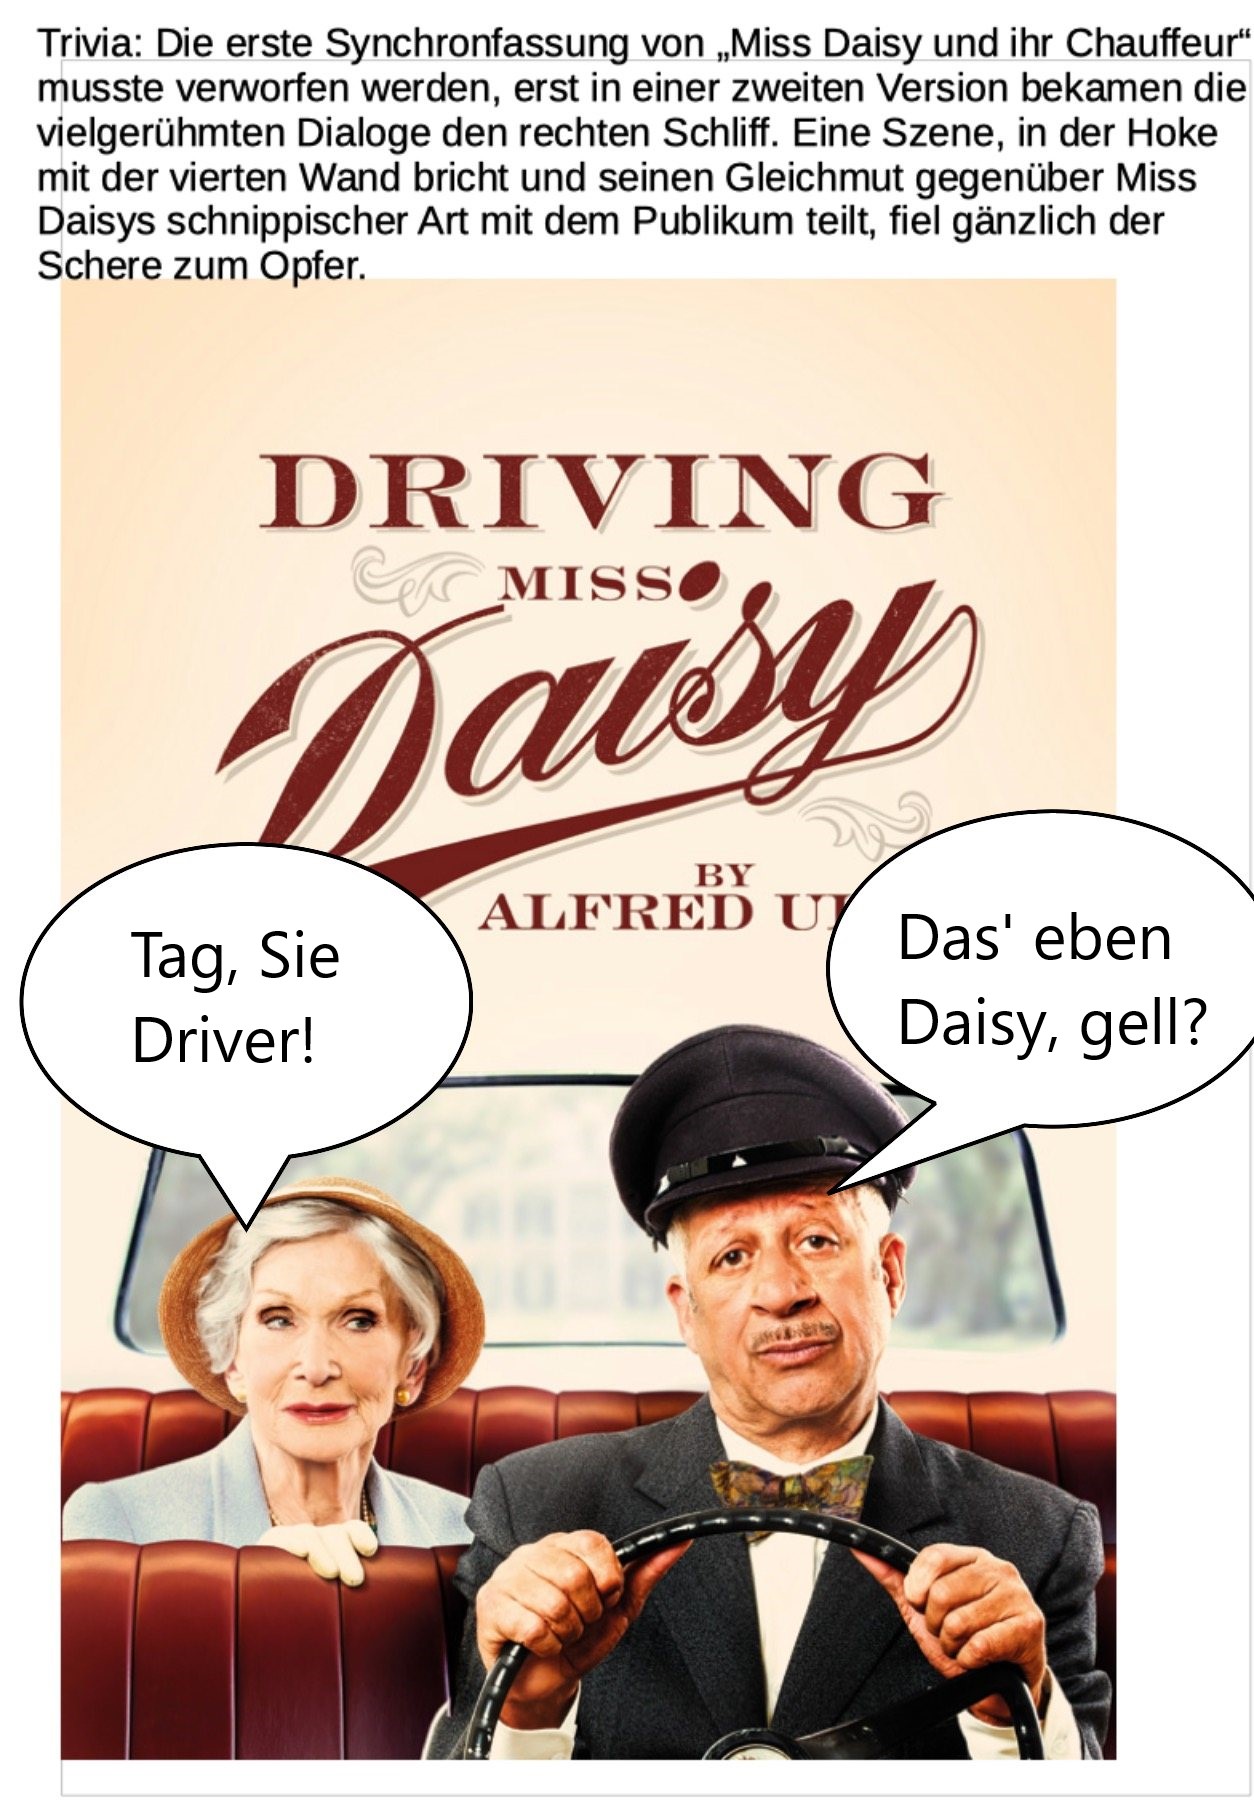 Trivia: Die erste Synchronfassung von „Miss Daisy und ihr Chauffeur“
musste verworfen werden, erst in einer zweiten Version bekamen die
vielgerühmten Dialoge den rechten Schliff. Eine Szene, in der Hoke
mit der vierten Wand bricht und seinen Gleichmut gegenüber Miss
Daisys schnippischer Art mit dem Publikum teilt, fiel gänzlich der
Schere zum Opfer.
DRIVING
MISS
Daisy
BY
ALFRED
Tag, Sie
Driver!
Das' eben
Daisy, gell?